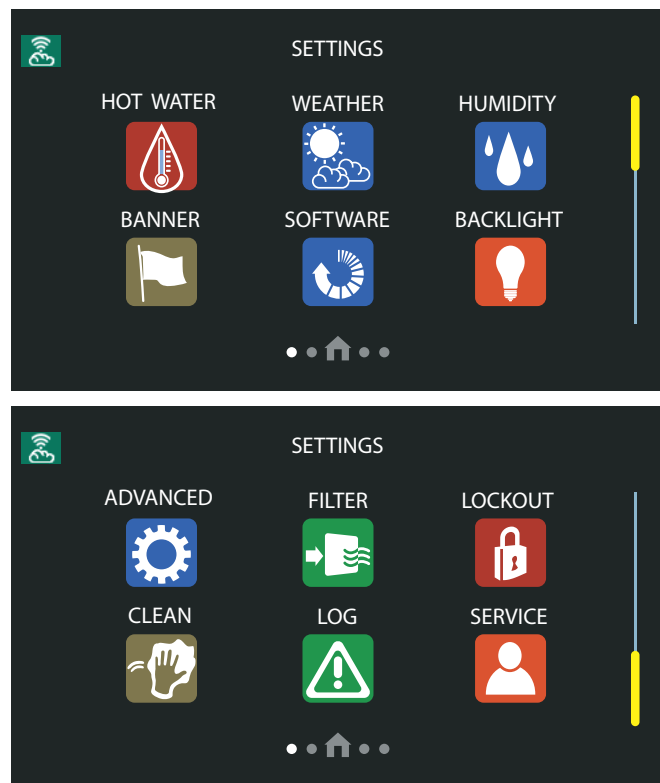 SETTINGS
HOT WATER WEATHER HUMIDITY
BANNER SOFTWARE BACKLIGHT
SETTINGS
ADVANCED FILTER LOCKOUT
CLEAN LOG SERVICE